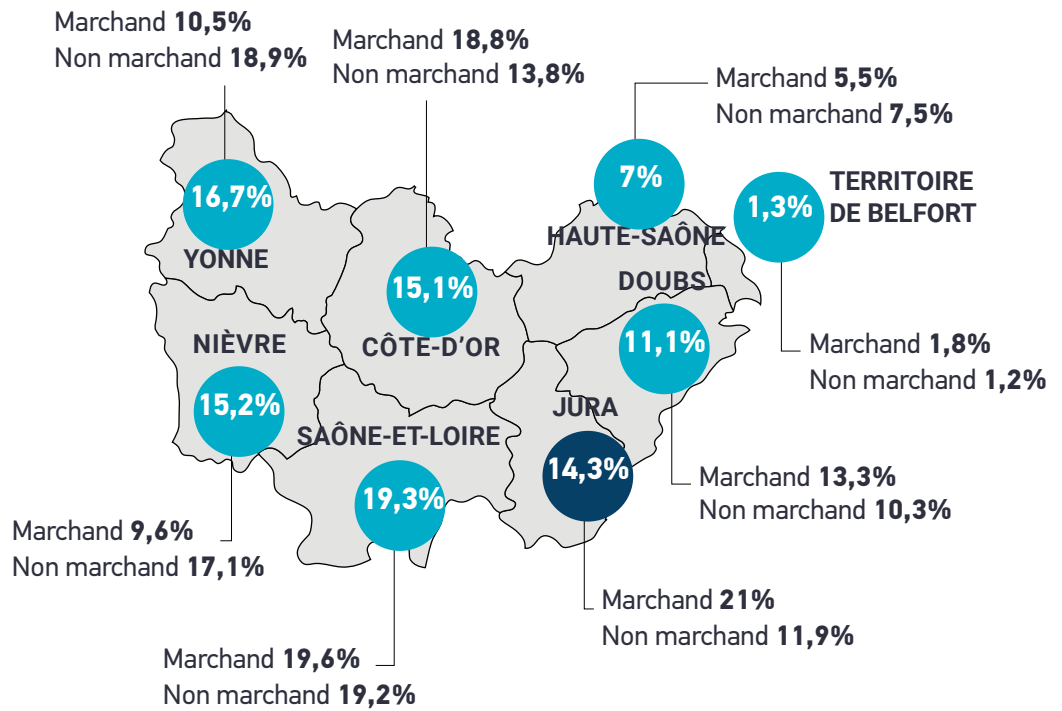 Marchand 10,5%
Non marchand 18,9%
Marchand 18,8%
Non marchand 13,8%
Marchand 5,5%
Non marchand 7,5%
16,7%
YONNE
7%
HAUTE-SAÔNE
1,3%
TERRITOIRE
DE BELFORT
DOUBS
15,1%
CÔTE-D'OR
11,1%
Marchand 1,8%
Non marchand 1,2%
NIÈVRE
15,2%
JURA
14,3%
SAÔNE-ET-LOIRE
19,3%
Marchand 13,3%
Non marchand 10,3%
Marchand 9,6%
Non marchand 17,1%
Marchand 21%
Non marchand 11,9%
Marchand 19,6%
Non marchand 19,2%